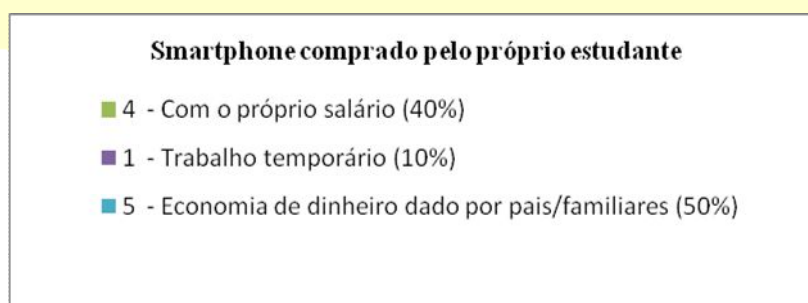 Smartphone comprado pelo próprio estudante
4 - Com o próprio salário (40%)
1 - Trabalho temporário (10%)
5 - Economia de dinheiro dado por pais/familiares (50%)